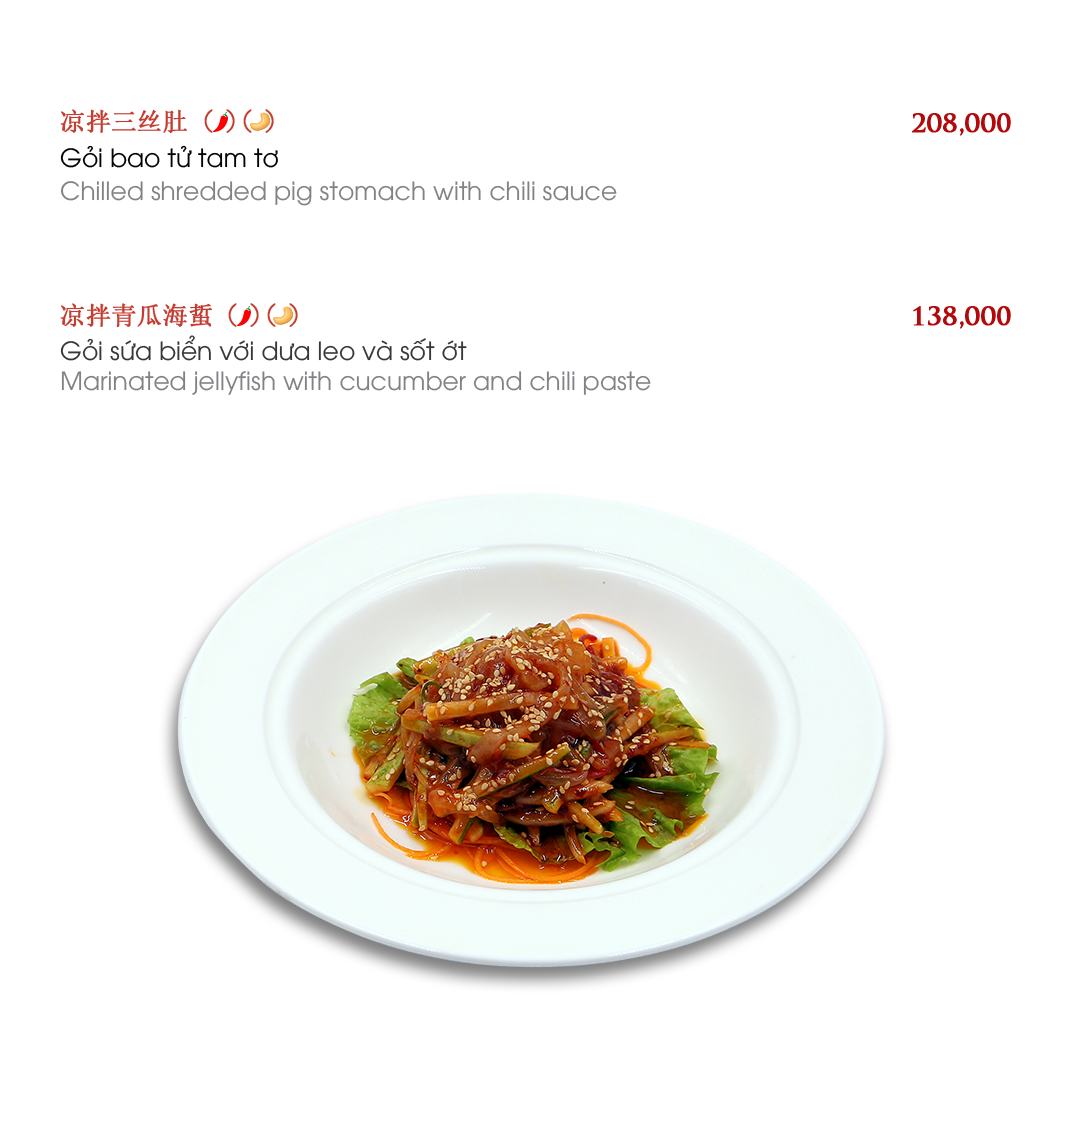 凉拌三丝肚
208,000
Gỏi bao tử tam tơ
Chilled shredded pig stomach with chili sauce
凉拌青瓜海蜇
138,000
Gỏi sứa biển với dưa leo và sốt ớt
Marinated jellyfish with cucumber and chili paste